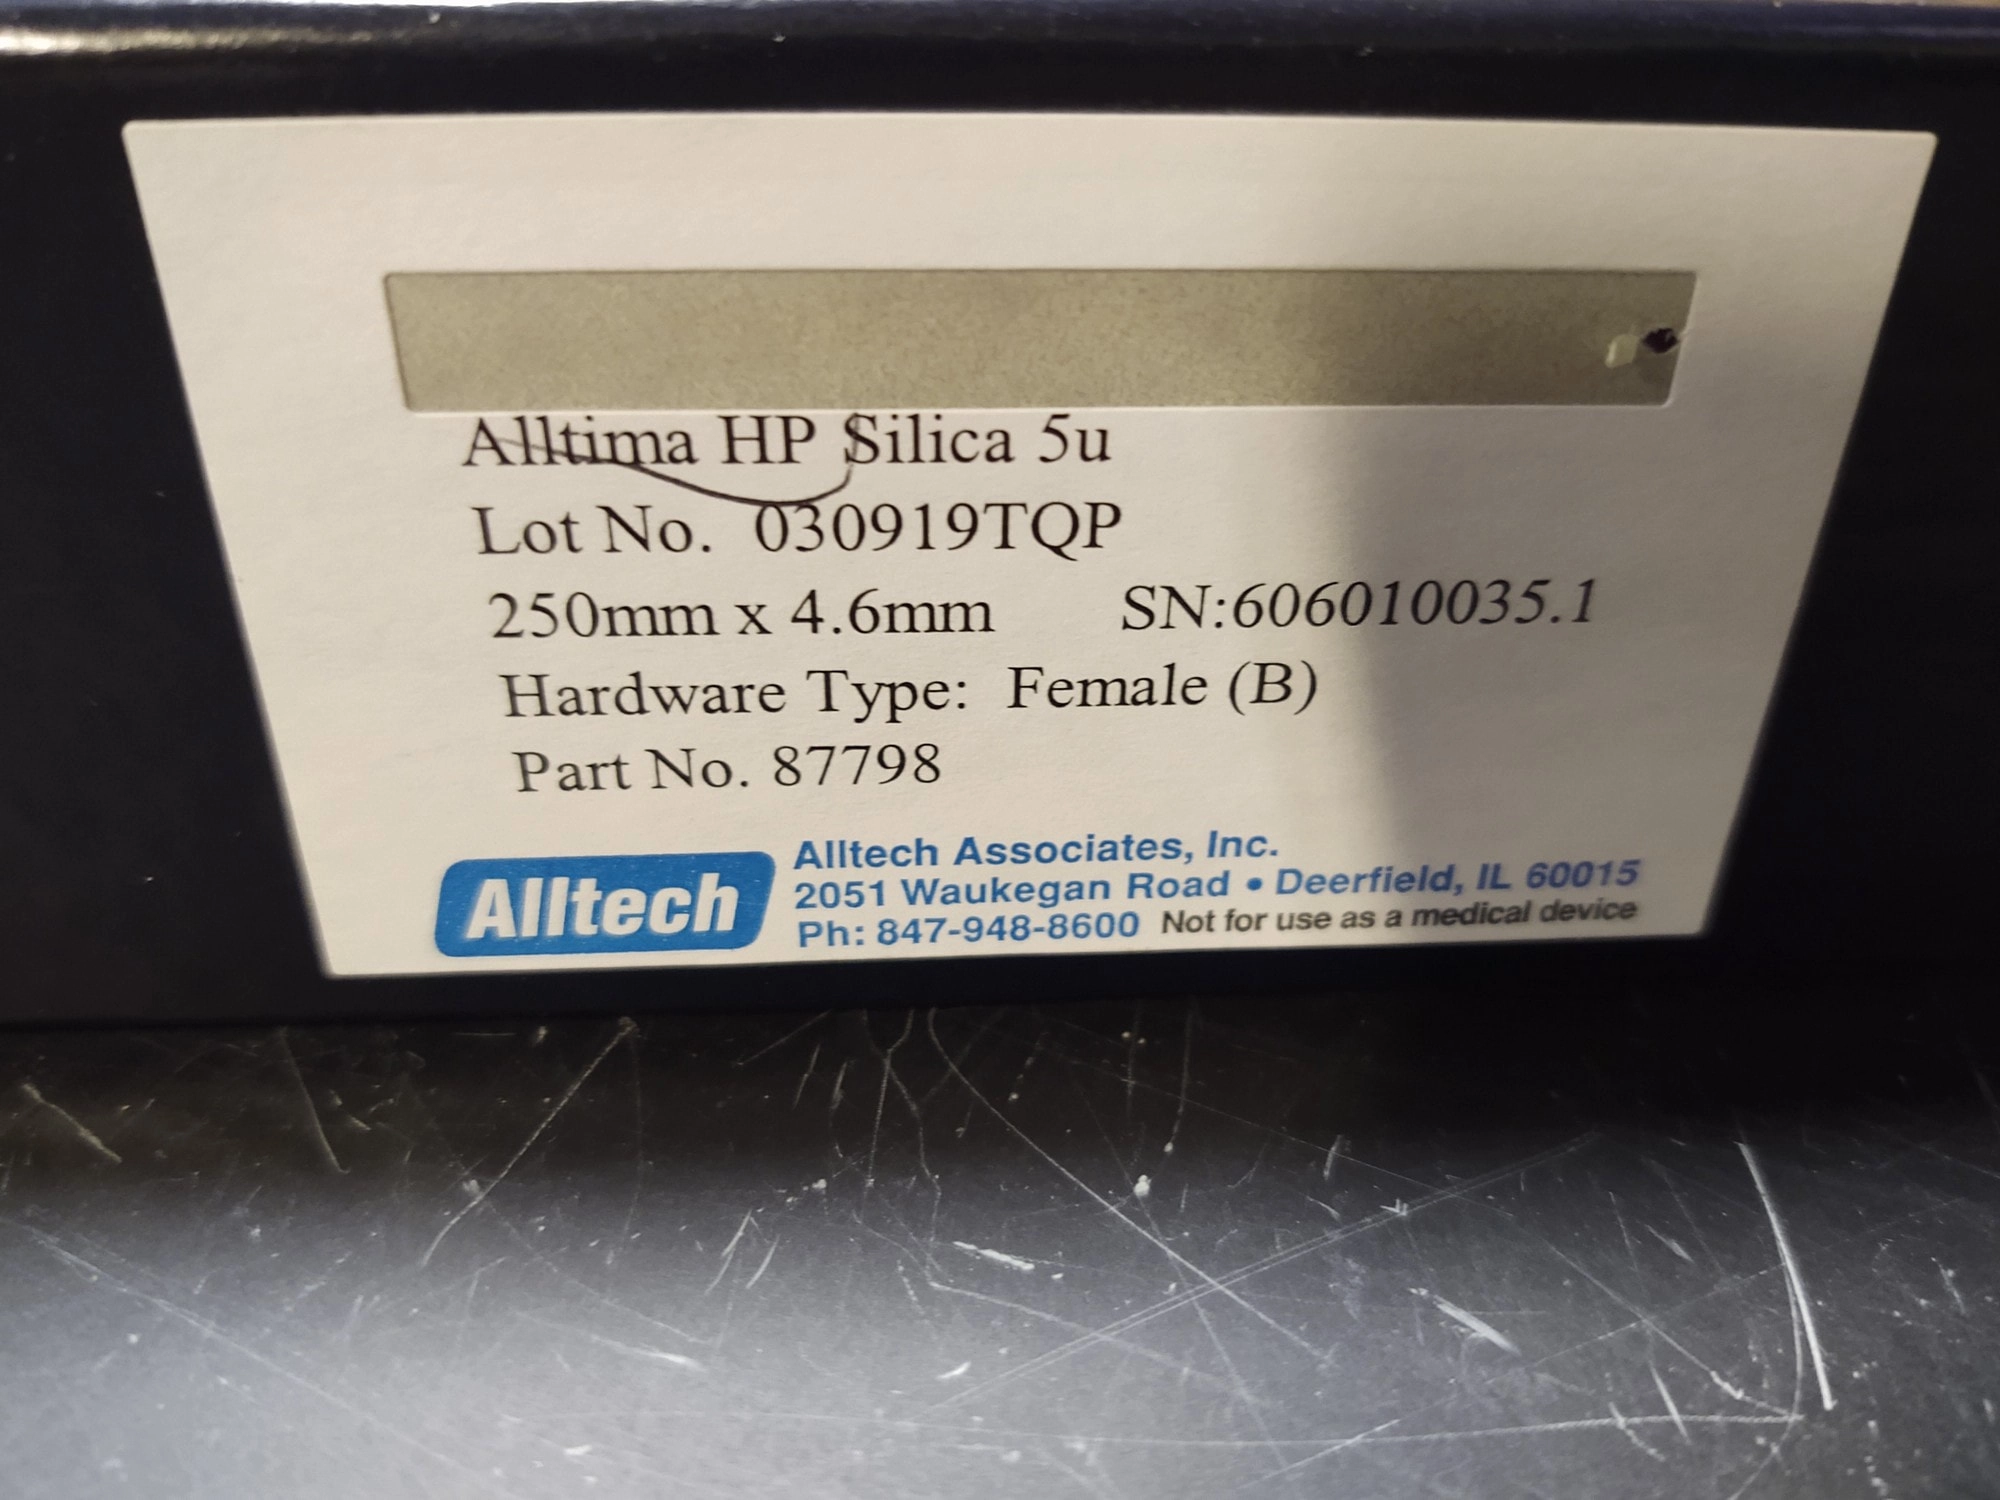 Alltima HP Silica 5u
Lot No. 030919TQP
250mm x 4.6mm SN:606010035.1
Hardware Type: Female (B)
Part No. 87798
Alltech
Alltech Associates, Inc.
2051 Waukegan Road • Deerfield, IL 60015
Ph: 847-948-8600 Not for use as a medical device